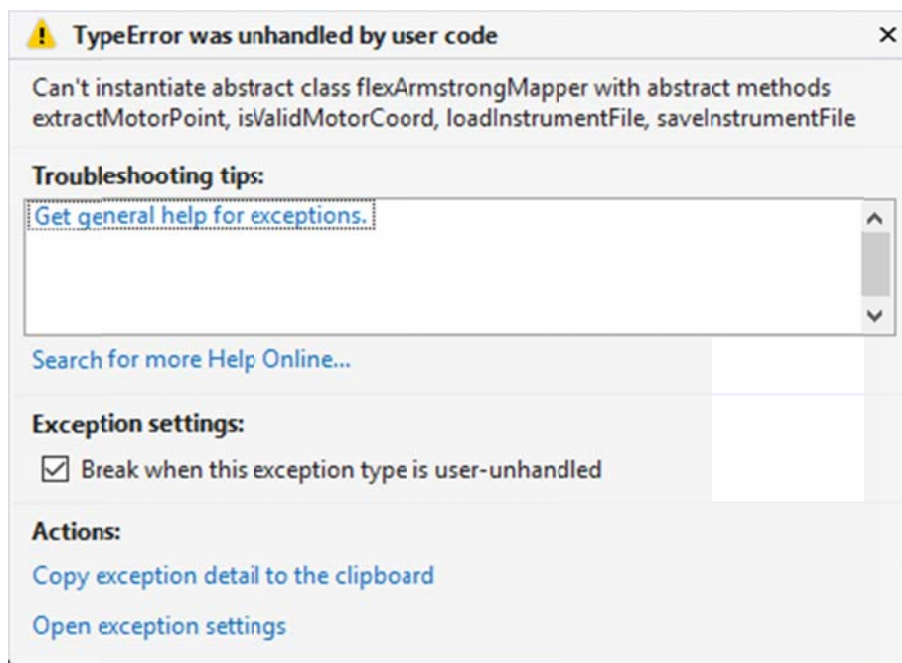 TypeError was unhandled by user code
Can't instantiate abstract class flexArmstrongMapper with abstract methods
extractMotorPoint, isValidMotorCoord, loadInstrumentFile, saveInstrumentFile
Troubleshooting tips:
Get general help for exceptions.
Search for more Help Online...
Exception settings:
Break when this exception type is user-unhandled
Actions:
Copy exception detail to the clipboard
Open exception settings